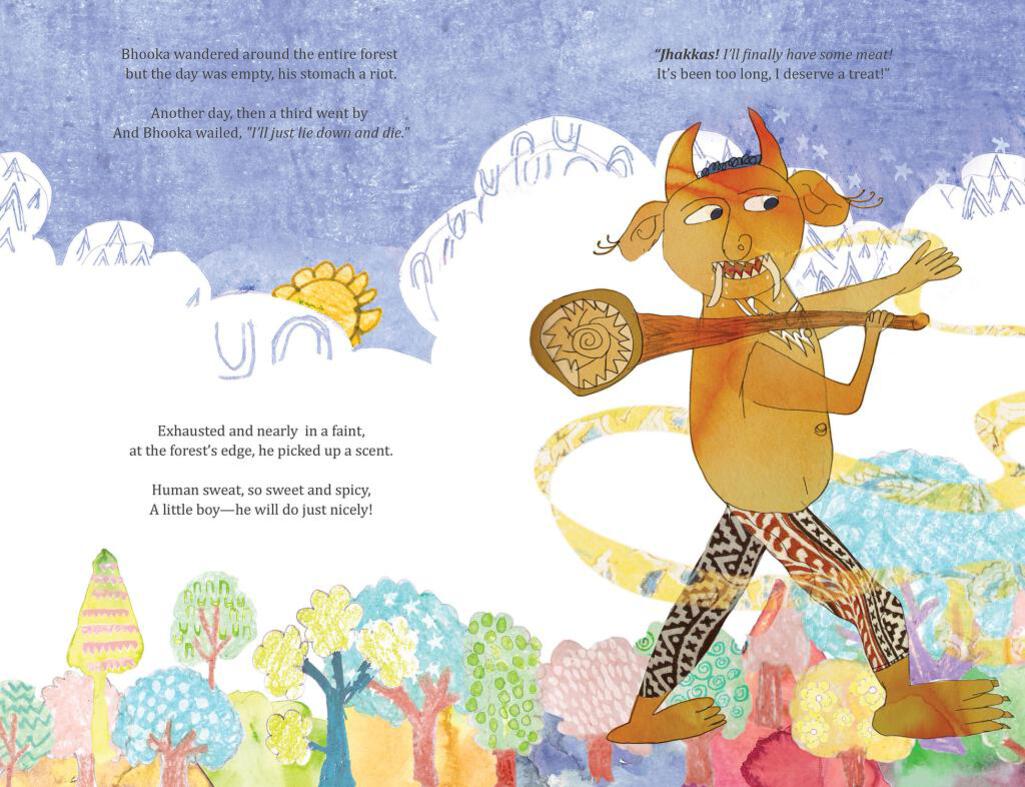 Bhooka wandered around the entire forest
but the day was empty, his stomach a riot.
Another day, then a third went by
And Bhooka wailed, "I'll just lie down and die."
Exhausted and nearly in a faint,
at the forest's edge, he picked up a scent.
Human sweat, so sweet and spicy,
A little boy—he will do just nicely!
"Jhakkas! I'll finally have some meat!
It's been too long, I deserve a treat!"